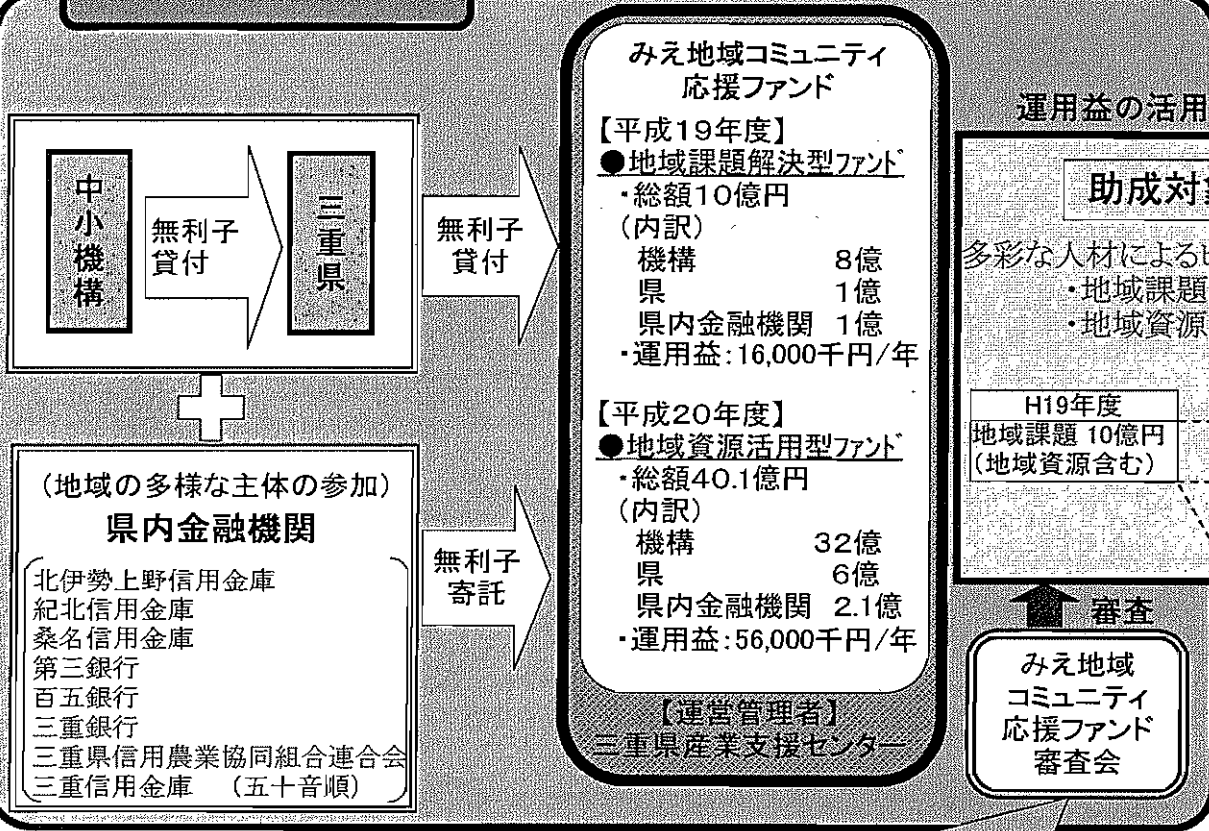 中小機構
無利子
貸付
三重県
無利子
貸付
(地域の多様な主体の参加)
県内金融機関
北伊勢上野信用金庫
紀北信用金庫
桑名信用金庫
第三銀行
百五銀行
三重銀行
三重県信用農業協同組合連合会
三重信用金庫 (五十音順)
無利子
寄託
みえ地域コミュニティ
応援ファンド
【平成19年度】
●地域課題解決型ファンド
・総額10億円
(内訳)
機構 8億
県 1億
県内金融機関 1億
・運用益:16,000千円/年
【平成20年度】
●地域資源活用型ファンド
・総額40.1億円
(内訳)
機構 32億
県 6億
県内金融機関 2.1億
・運用益:56,000千円/年
【運営管理者】
三重県産業支援センター
運用益の活用
助成対
多彩な人材による
・地域課題
・地域資源
H19年度
地域課題 10億円
(地域資源含む)
審査
みえ地域
コミュニティ
応援ファンド
審査会